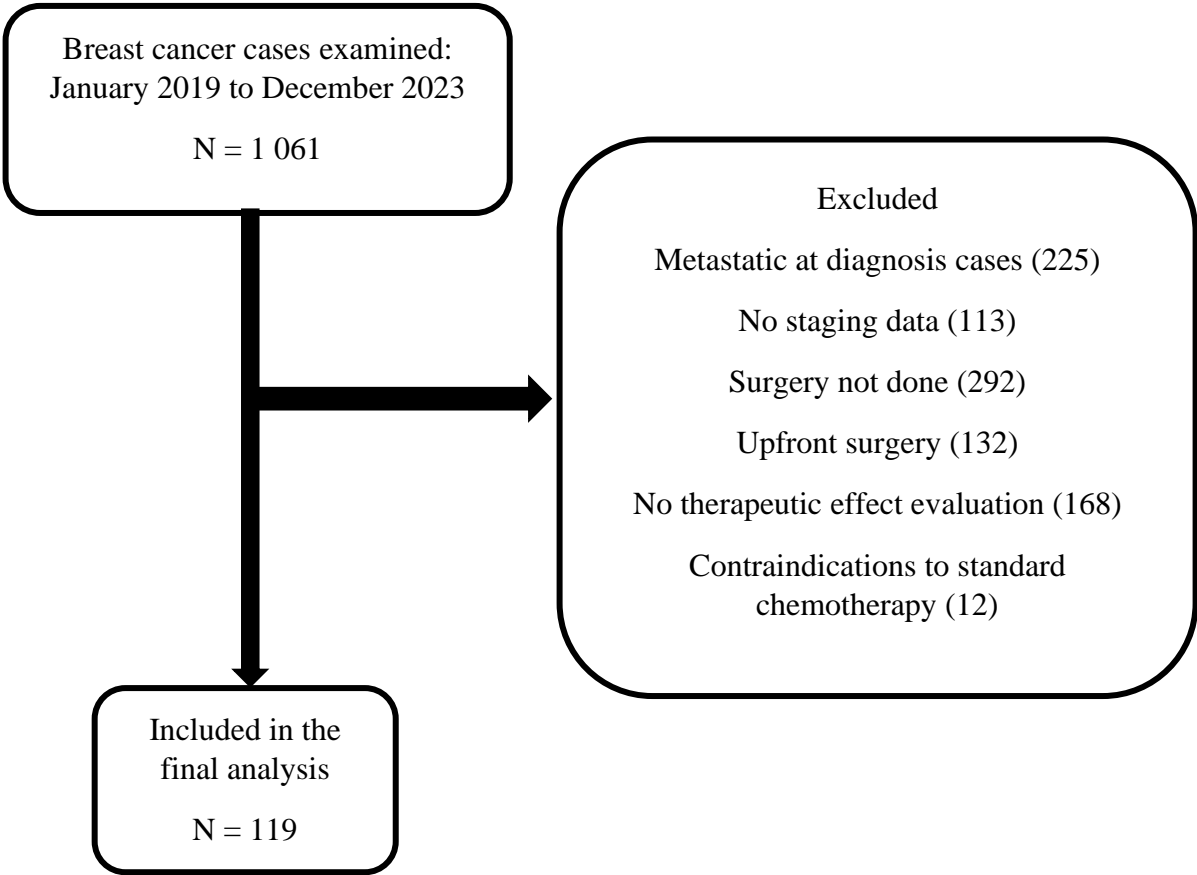 Breast cancer cases examined:
January 2019 to December 2023
N = 1 061
Excluded
Metastatic at diagnosis cases (225)
No staging data (113)
Surgery not done (292)
Upfront surgery (132)
No therapeutic effect evaluation (168)
Contraindications to standard
chemotherapy (12)
Included in the
final analysis
N = 119